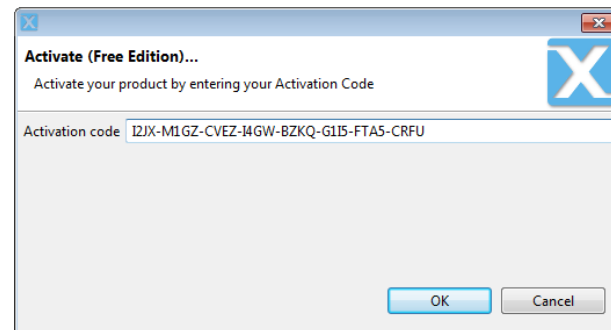 Activate (Free Edition)...
Activate your product by entering your Activation Code
Activation code I2JX-M1GZ-CVEZ-I4GW-BZKQ-G1I5-FTA5-CRFU
OK Cancel